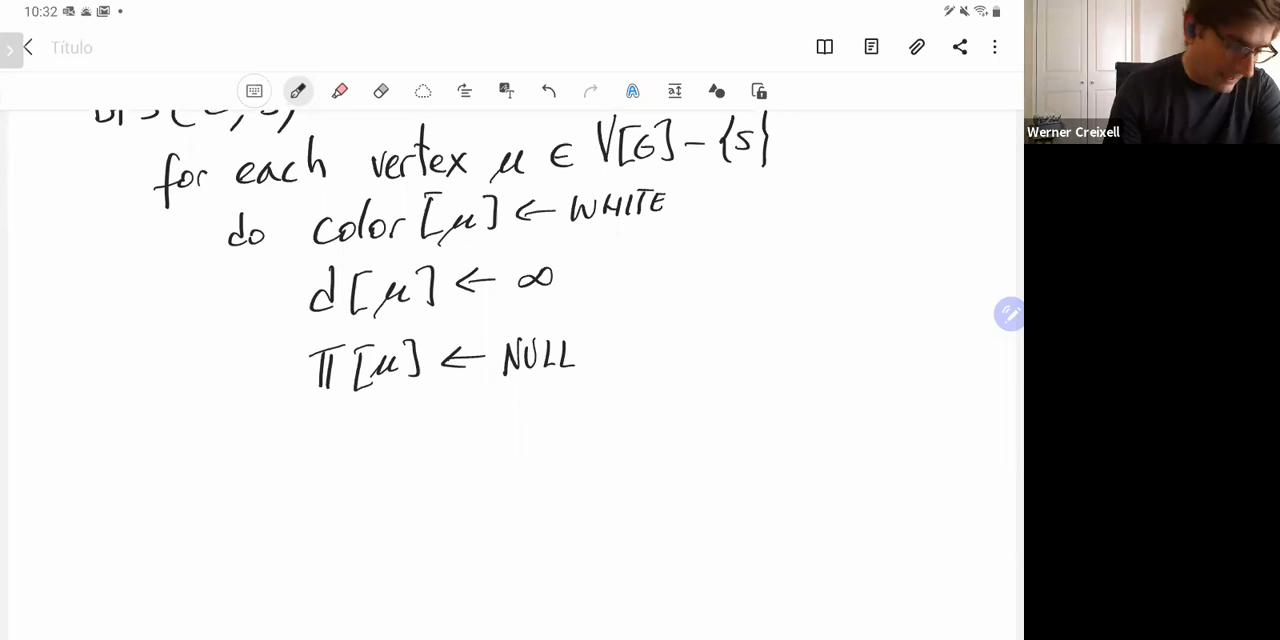 10:32
Título
Werner Creixell
for each vertex μ ∈ V[G] - {s}
do color [μ] ← WHITE
d[μ] ← ∞
π[μ] ← NULL